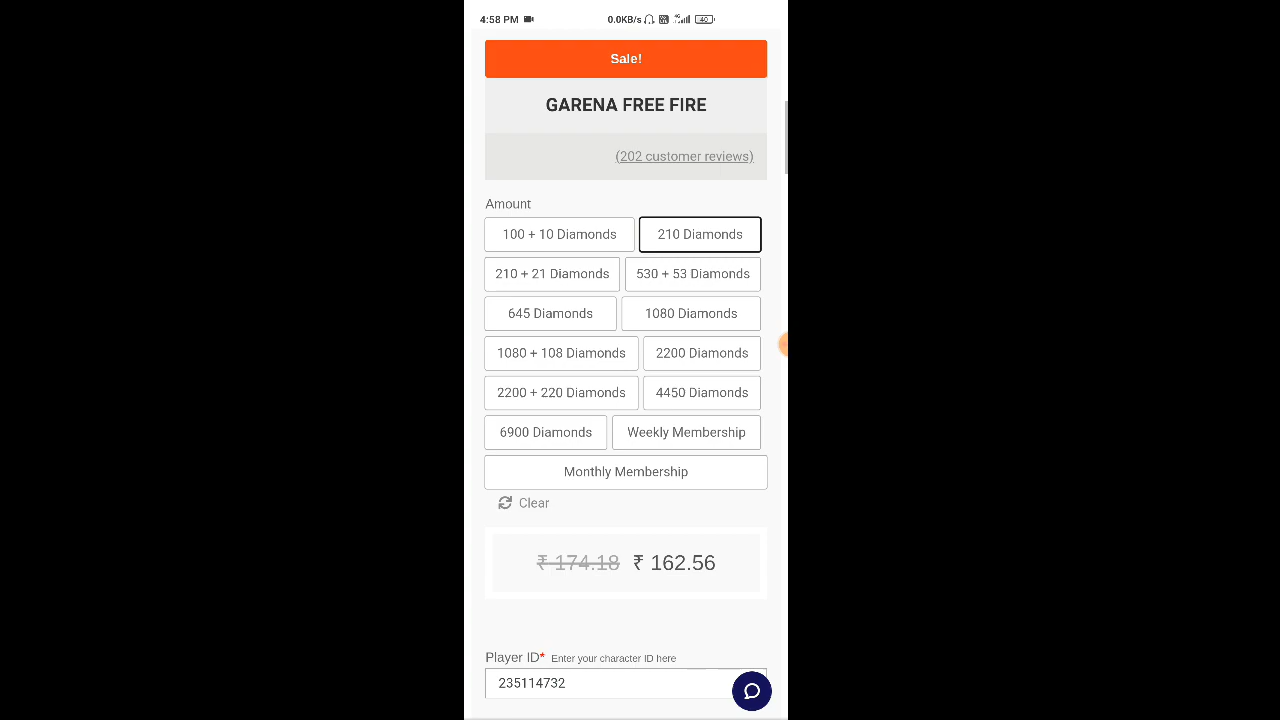 4:58 PM 0.0KB/s 4G 40
Sale!
GARENA FREE FIRE
(202 customer reviews)
Amount
100 + 10 Diamonds 210 Diamonds
210 + 21 Diamonds 530 + 53 Diamonds
645 Diamonds 1080 Diamonds
1080 + 108 Diamonds 2200 Diamonds
2200 + 220 Diamonds 4450 Diamonds
6900 Diamonds Weekly Membership
Monthly Membership
Clear
₹ 174.18 ₹ 162.56
Player ID* Enter your character ID here
235114732